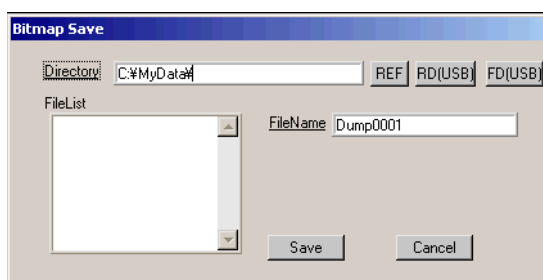 Bitmap Save
Directory C:¥MyData¥ REF RD(USB) FD(USB)
FileList
FileName Dump0001
Save Cancel